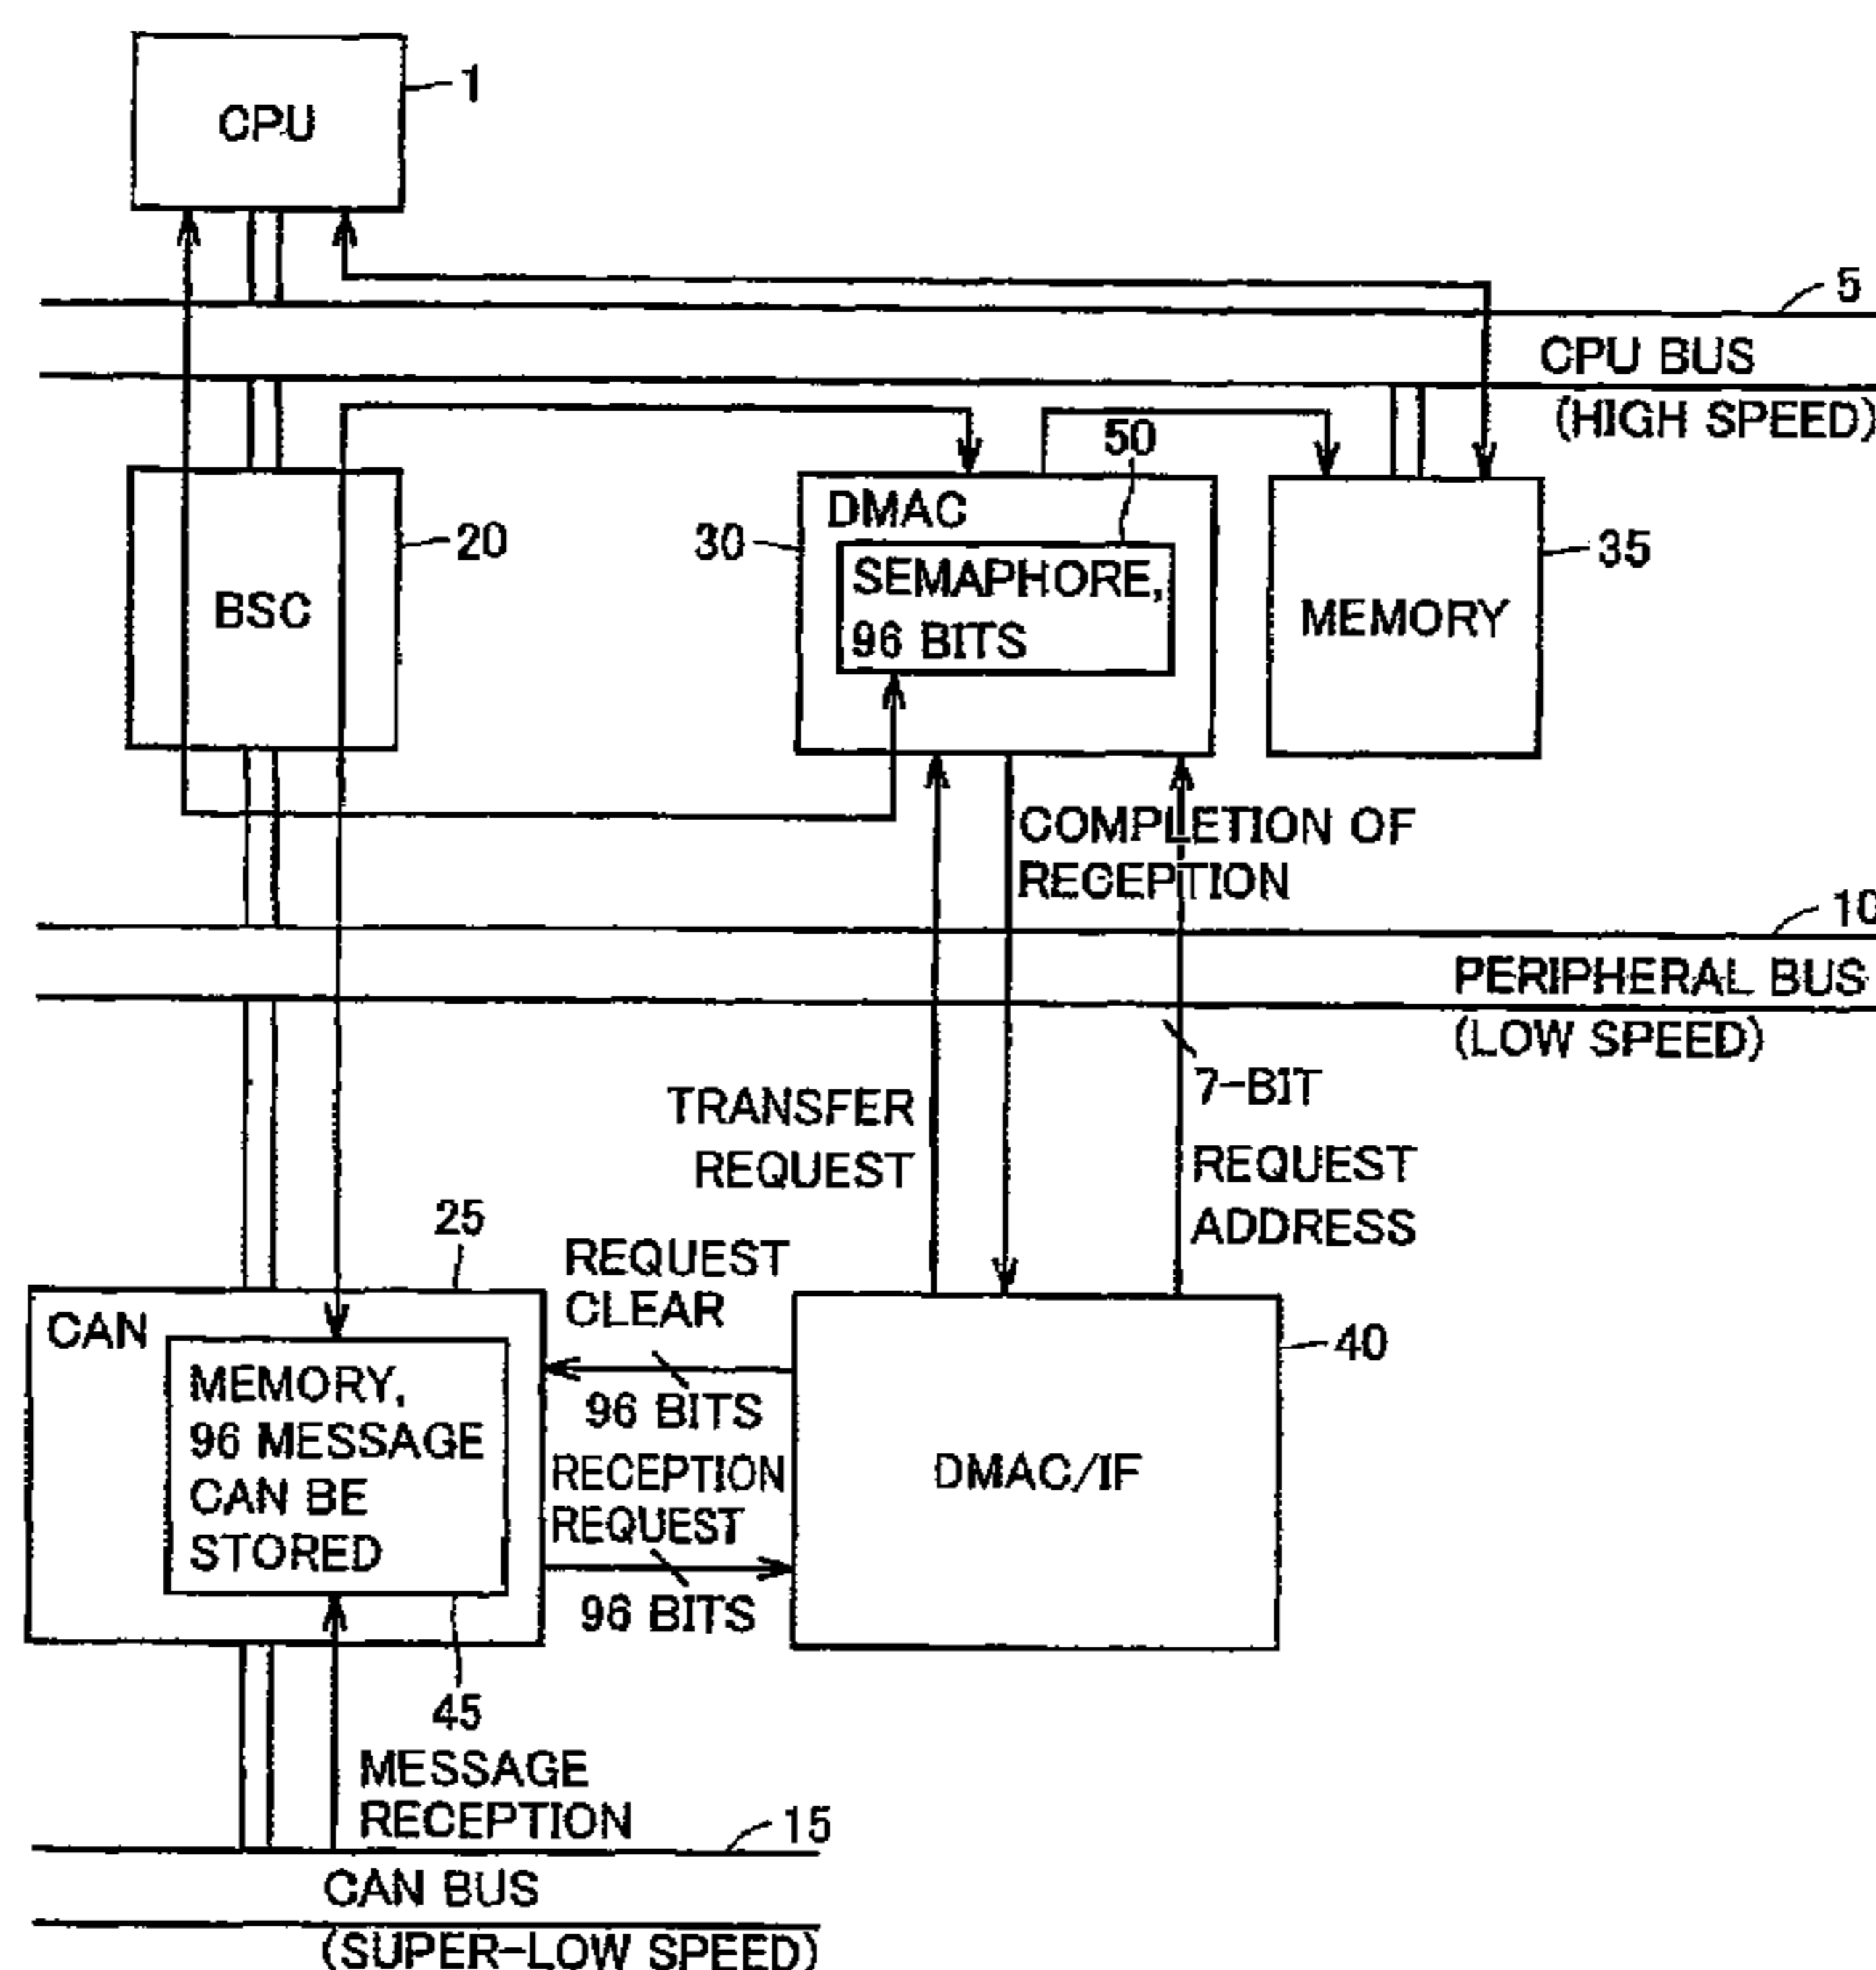 1
CPU
5
CPU BUS
(HIGH SPEED)
50
DMAC
30
20
35
SEMAPHORE,
96 BITS
BSC
MEMORY
COMPLETION OF
RECEPTION
10
PERIPHERAL BUS
(LOW SPEED)
7-BIT
TRANSFER
REQUEST
REQUEST
ADDRESS
25
REQUEST
CLEAR
CAN
40
MEMORY,
96 MESSAGE
CAN BE
STORED
96 BITS
RECEPTION
REQUEST
DMAC/IF
96 BITS
45
MESSAGE
RECEPTION
15
CAN BUS
(SUPER-LOW SPEED)